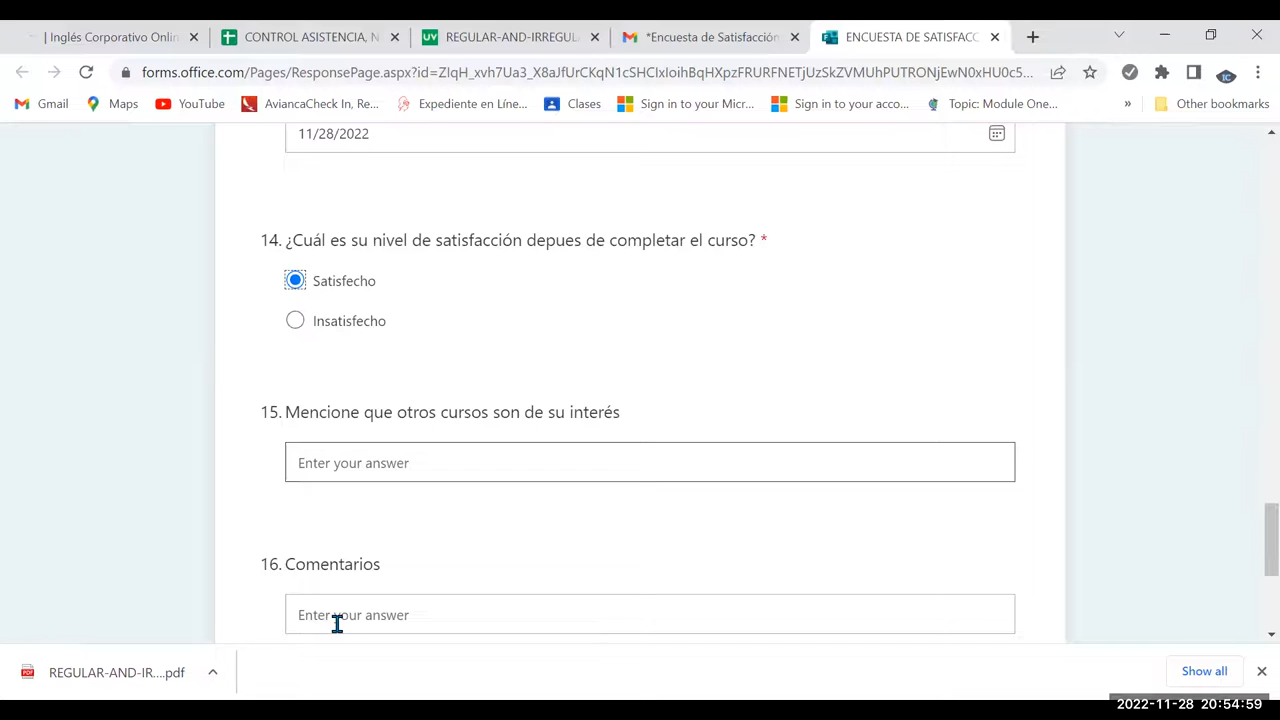 | Inglés Corporativo Onlin
CONTROL ASISTENCIA, N
REGULAR-AND-IRREGUL
*Encuesta de Satisfacción
ENCUESTA DE SATISFACC
forms.office.com/Pages/ResponsePage.aspx?id=ZIqH_xvh7Ua3_X8aJfUrCKqN1cSHCIxIoihBqHXpzFRURFNETjUzSkZVMUhPUTRONjEwN0xHU0c5...
Gmail
Maps
YouTube
AviancaCheck In, Re...
Expediente en Líne...
Clases
Sign in to your Micr...
Sign in to your acco...
Topic: Module One...
»
Other bookmarks
11/28/2022
14. ¿Cuál es su nivel de satisfacción depues de completar el curso? *
Satisfecho
Insatisfecho
15. Mencione que otros cursos son de su interés
Enter your answer
16. Comentarios
Enter your answer
REGULAR-AND-IR....pdf
Show all
2022-11-28 20:54:59